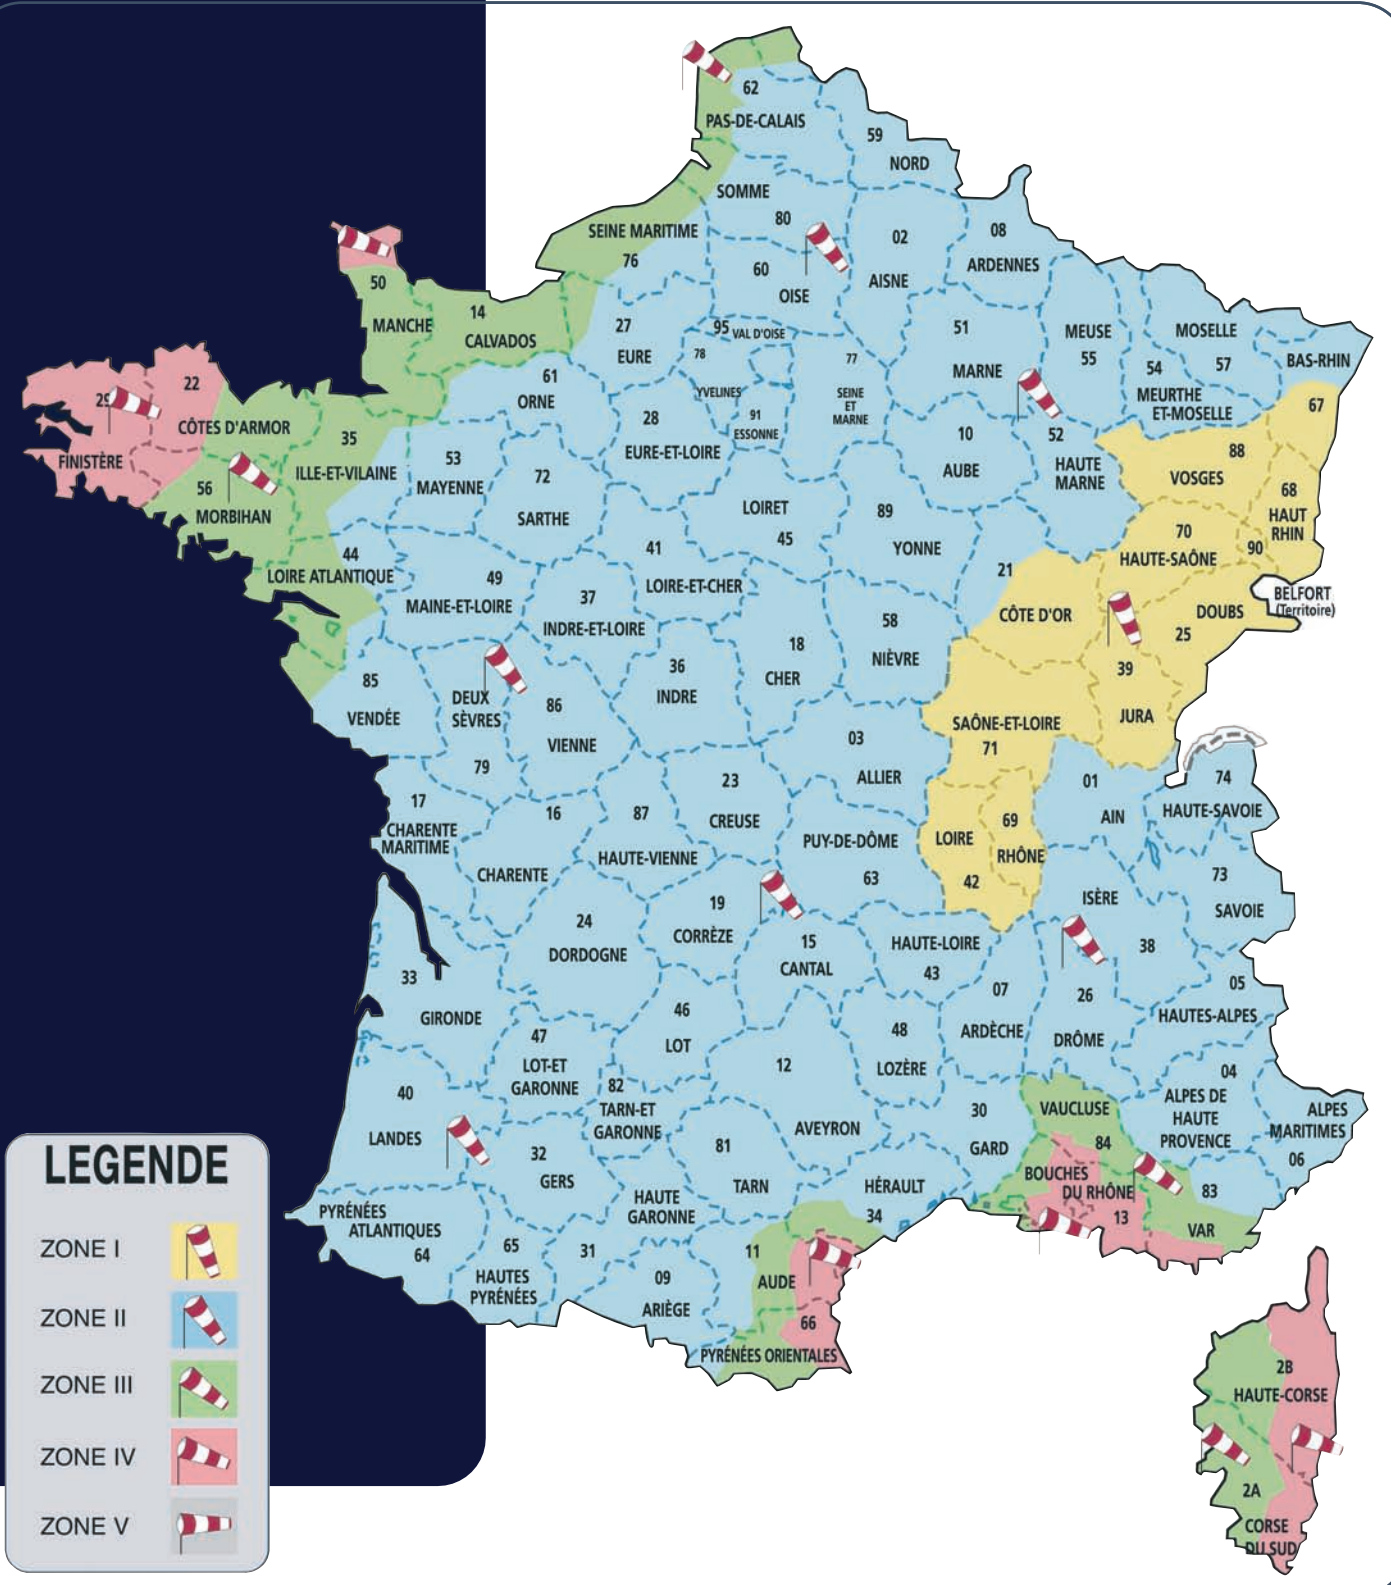 62
PAS-DE-CALAIS
59
NORD
SOMME
80
SEINE MARITIME
76
02
AISNE
08
ARDENNES
60
OISE
50
MANCHE
14
CALVADOS
27
EURE
95 VAL D'OISE
78
YVELINES
77
SEINE
ET
MARNE
91
ESSONNE
51
MARNE
MEUSE
55
MOSELLE
57
54
MEURTHE
ET-MOSELLE
BAS-RHIN
67
29
FINISTÈRE
22
CÔTES D'ARMOR
35
ILLE-ET-VILAINE
56
MORBIHAN
61
ORNE
28
EURE-ET-LOIRE
53
MAYENNE
72
SARTHE
10
AUBE
52
HAUTE
MARNE
88
VOSGES
68
HAUT
RHIN
LOIRET
45
89
YONNE
70
HAUTE-SAÔNE
90
BELFORT
(Territoire)
44
LOIRE ATLANTIQUE
49
MAINE-ET-LOIRE
41
LOIRE-ET-CHER
37
INDRE-ET-LOIRE
21
CÔTE D'OR
DOUBS
25
58
NIÈVRE
18
CHER
36
INDRE
39
JURA
85
VENDÉE
DEUX
SÈVRES
79
86
VIENNE
SAÔNE-ET-LOIRE
71
03
ALLIER
01
AIN
74
HAUTE-SAVOIE
17
CHARENTE
MARITIME
16
CHARENTE
87
HAUTE-VIENNE
23
CREUSE
PUY-DE-DÔME
63
LOIRE
42
69
RHÔNE
73
SAVOIE
ISÈRE
38
24
DORDOGNE
19
CORRÈZE
15
CANTAL
HAUTE-LOIRE
43
33
GIRONDE
07
ARDÈCHE
26
DRÔME
05
HAUTES-ALPES
47
LOT-ET
GARONNE
46
LOT
12
AVEYRON
48
LOZÈRE
40
LANDES
82
TARN-ET
GARONNE
30
GARD
VAUCLUSE
84
04
ALPES DE
HAUTE
PROVENCE
ALPES
MARITIMES
06
32
GERS
81
TARN
HÉRAULT
34
BOUCHES
DU RHÔNE
13
83
VAR
PYRÉNÉES
ATLANTIQUES
64
65
HAUTES
PYRÉNÉES
31
HAUTE
GARONNE
09
ARIÈGE
11
AUDE
66
PYRÉNÉES ORIENTALES
2B
HAUTE-CORSE
2A
CORSE
DU SUD
LEGENDE
ZONE I
ZONE II
ZONE III
ZONE IV
ZONE V